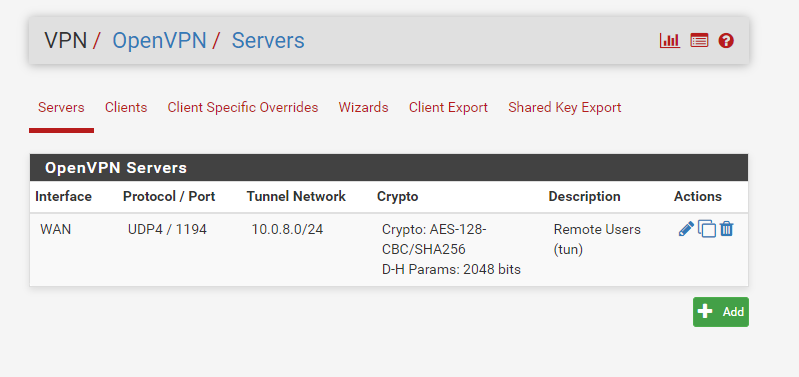 VPN / OpenVPN / Servers
Servers Clients Client Specific Overrides Wizards Client Export Shared Key Export
OpenVPN Servers
Interface Protocol / Port Tunnel Network Crypto Description Actions
WAN UDP4 / 1194 10.0.8.0/24 Crypto: AES-128- Remote Users
CBC/SHA256 (tun)
D-H Params: 2048 bits
Add